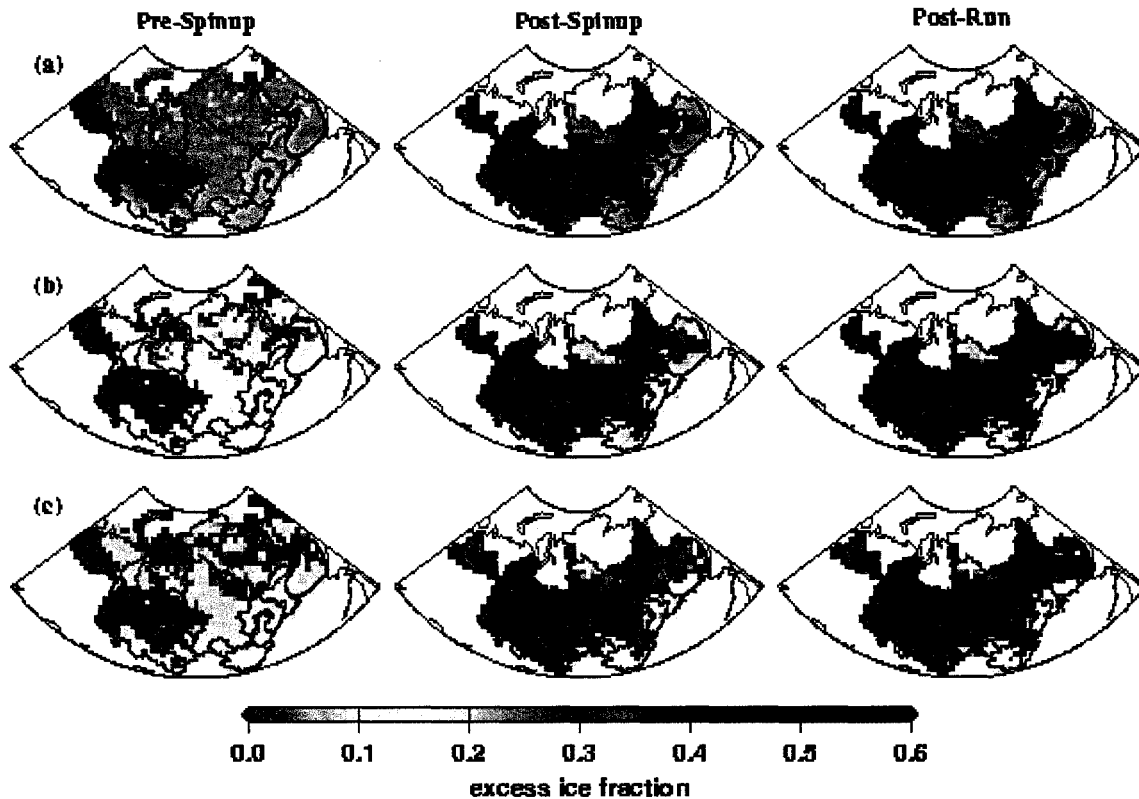 Pre-Spinup Post-Spinup Post-Run
(a)
(b)
(c)
0.0 0.1 0.2 0.3 0.4 0.5 0.6
excess ice fraction